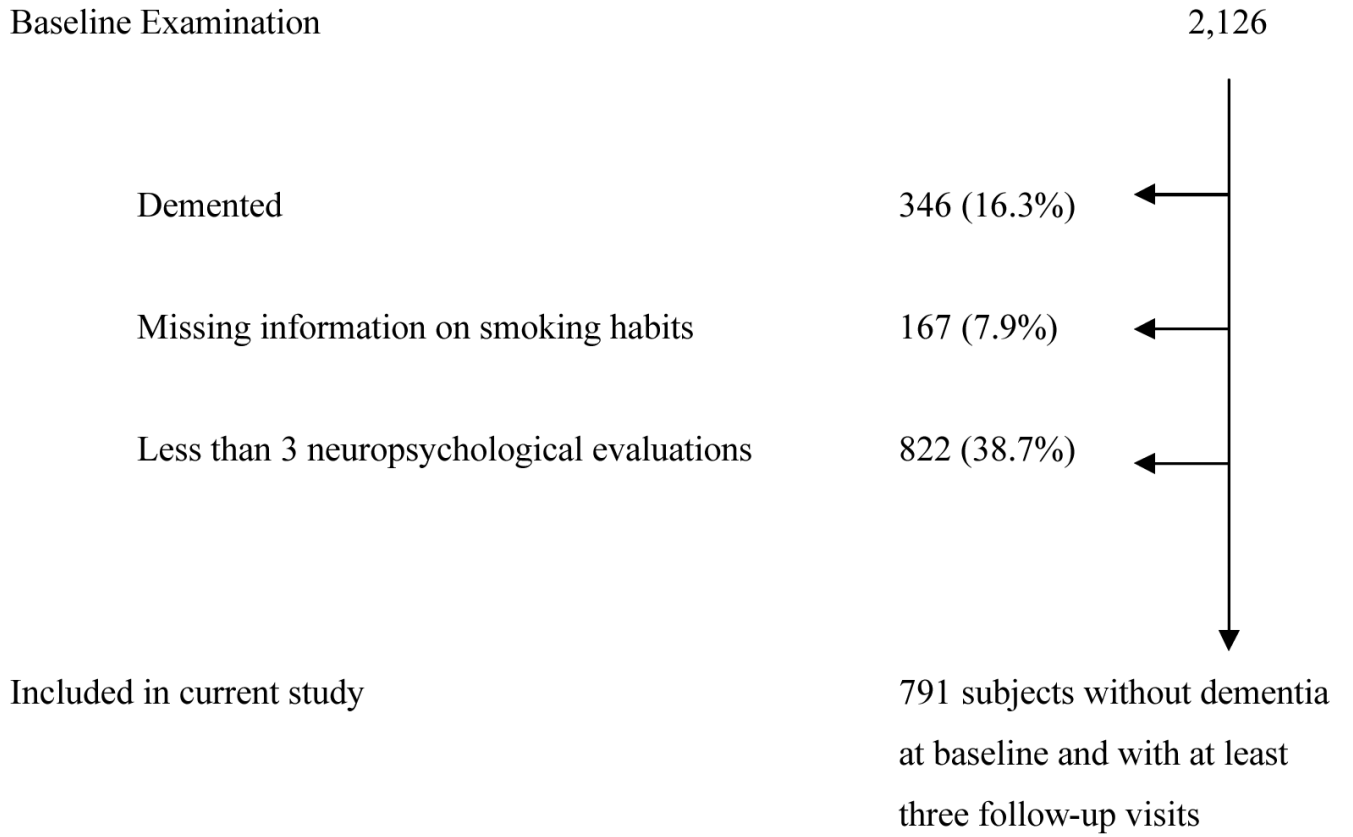 Baseline Examination 2,126
Demented 346 (16.3%)
Missing information on smoking habits 167 (7.9%)
Less than 3 neuropsychological evaluations 822 (38.7%)
Included in current study 791 subjects without dementia
at baseline and with at least
three follow-up visits